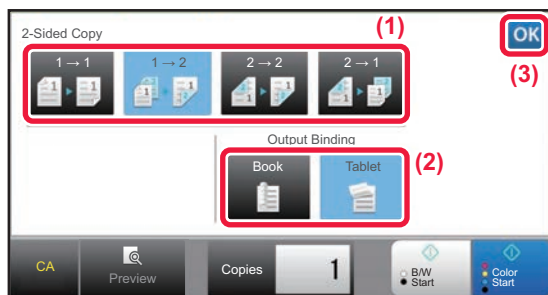 2-Sided Copy
(1)
OK
1 → 1
1 → 2
2 → 2
2 → 1
(3)
Output Binding
Book
Tablet
(2)
CA
Preview
Copies
1
B/W
Start
Color
Start